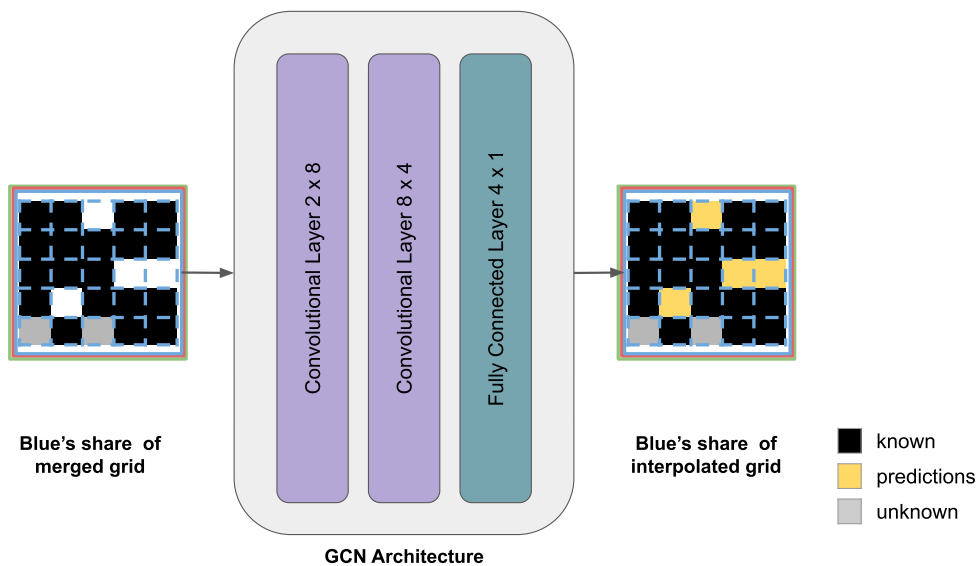 Convolutional Layer 2 x 8
Convolutional Layer 8 x 4
Fully Connected Layer 4 x 1
Blue's share of
merged grid
GCN Architecture
Blue's share of
interpolated grid
known
predictions
unknown